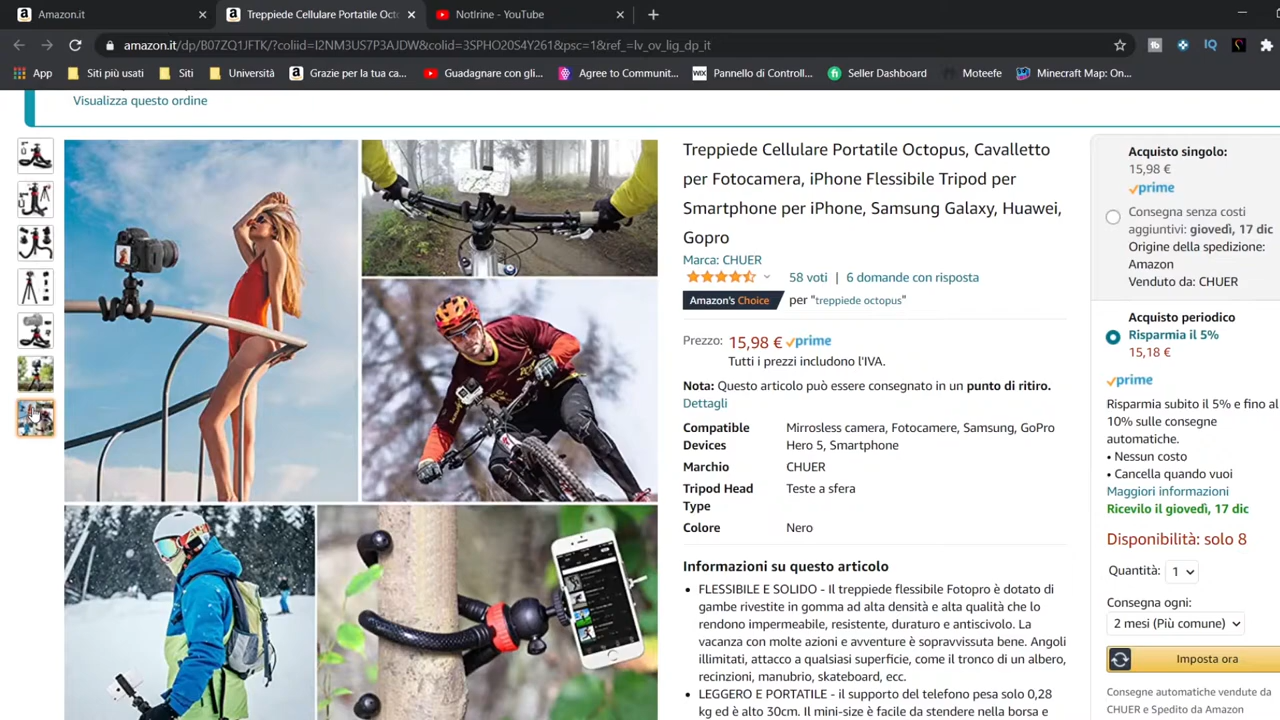 Amazon.it
Treppiede Cellulare Portatile Octo
NotIrine - YouTube
amazon.it/dp/B07ZQ1JFTK/?coliid=I2NM3US7P3AJDW&colid=3SPHO20S4Y261&psc=1&ref_=lv_ov_lig_dp_it
App
Siti più usati
Siti
Università
Grazie per la tua ca...
Guadagnare con gli...
Agree to Communit...
WIX
Pannello di Controll...
Seller Dashboard
Moteefe
Minecraft Map: On...
Visualizza questo ordine
Treppiede Cellulare Portatile Octopus, Cavalletto
per Fotocamera, iPhone Flessibile Tripod per
Smartphone per iPhone, Samsung Galaxy, Huawei,
Gopro
Marca: CHUER
58 voti | 6 domande con risposta
Amazon's Choice per "treppiede octopus"
Prezzo: 15,98 € prime
Tutti i prezzi includono l'IVA.
Nota: Questo articolo può essere consegnato in un punto di ritiro.
Dettagli
Compatible Mirrosless camera, Fotocamere, Samsung, GoPro
Devices Hero 5, Smartphone
Marchio CHUER
Tripod Head Teste a sfera
Type
Colore Nero
Informazioni su questo articolo
• FLESSIBILE E SOLIDO - Il treppiede flessibile Fotopro è dotato di
gambe rivestite in gomma ad alta densità e alta qualità che lo
rendono impermeabile, resistente, duraturo e antiscivolo. La
vacanza con molte azioni e avventure è sopravvissuta bene. Angoli
illimitati, attacco a qualsiasi superficie, come il tronco di un albero,
recinzioni, manubrio, skateboard, ecc.
• LEGGERO E PORTATILE - il supporto del telefono pesa solo 0,28
kg ed è alto 30cm. Il mini-size è facile da stendere nella borsa e
Acquisto singolo:
15,98 €
prime
Consegna senza costi
aggiuntivi: giovedì, 17 dic
Origine della spedizione:
Amazon
Venduto da: CHUER
Acquisto periodico
Risparmia il 5%
15,18 €
prime
Risparmia subito il 5% e fino al
10% sulle consegne
automatiche.
• Nessun costo
• Cancella quando vuoi
Maggiori informazioni
Ricevilo il giovedì, 17 dic
Disponibilità: solo 8
Quantità: 1
Consegna ogni:
2 mesi (Più comune)
Imposta ora
Consegne automatiche vendute da
CHUER e Spedito da Amazon